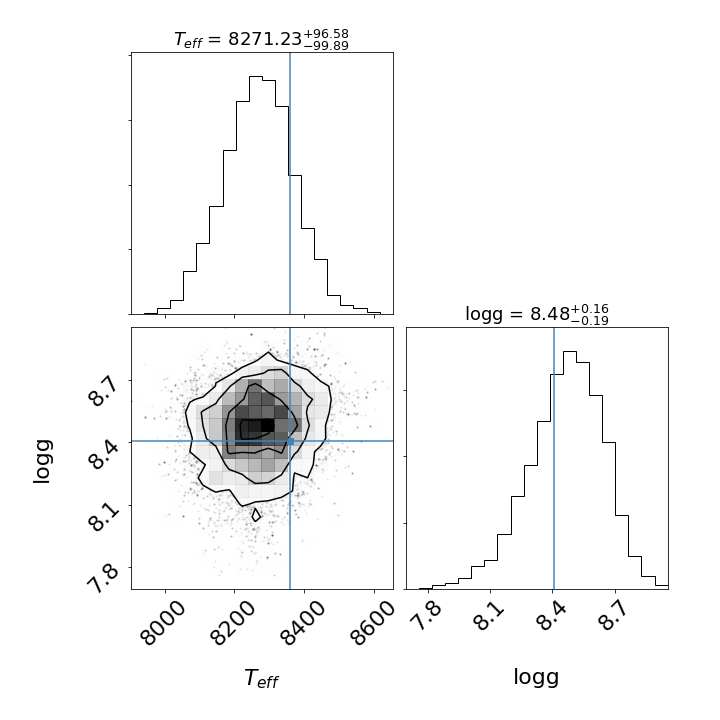 T_eff = 8271.23^{+96.58}_{-99.89}
logg = 8.48^{+0.16}_{-0.19}
8.7
8.4
8.1
7.8
logg
8000 8200 8400 8600
7.8 8.1 8.4 8.7
T_eff
logg